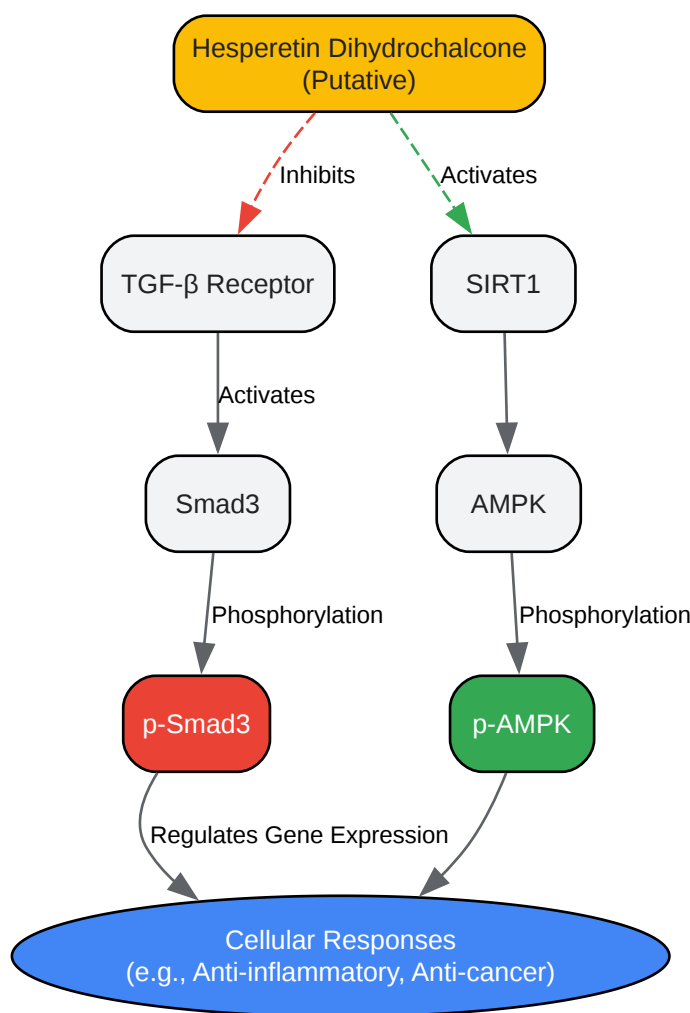 Hesperetin Dihydrochalcone
(Putative)
Inhibits
Activates
TGF-β Receptor
SIRT1
Activates
Smad3
AMPK
Phosphorylation
Phosphorylation
p-Smad3
p-AMPK
Regulates Gene Expression
Cellular Responses
(e.g., Anti-inflammatory, Anti-cancer)